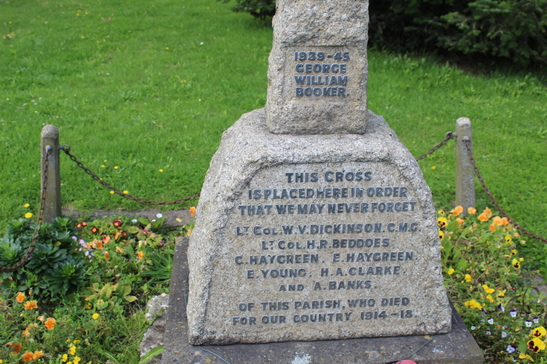 1939-45
GEORGE
WILLIAM
BOOKER.
THIS CROSS
IS PLACED HERE IN ORDER
THAT WE MAY NEVER FORGET
LT COL. W. V. DICKINSON, C.M.G.
LT. COL. H.R. BEDDOES,
C. HAYGREEN, F. HAYGREEN,
E. YOUNG, H.A. CLARKE,
AND A. BANKS,
OF THIS PARISH, WHO DIED
FOR OUR COUNTRY 1914-18.